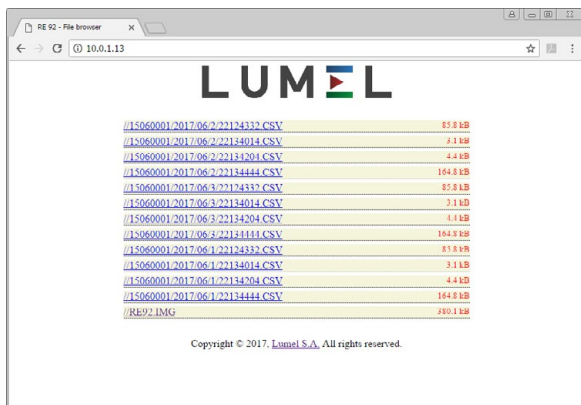 RE 92 - File browser
10.0.1.13
LUMEL
//15060001/2017/06/2/22124332.CSV 85.8 kB
//15060001/2017/06/2/22134014.CSV 3.1 kB
//15060001/2017/06/2/22134204.CSV 4.4 kB
//15060001/2017/06/2/22134444.CSV 164.8 kB
//15060001/2017/06/3/22124332.CSV 85.8 kB
//15060001/2017/06/3/22134014.CSV 3.1 kB
//15060001/2017/06/3/22134204.CSV 4.4 kB
//15060001/2017/06/3/22134444.CSV 164.8 kB
//15060001/2017/06/1/22124332.CSV 85.8 kB
//15060001/2017/06/1/22134014.CSV 3.1 kB
//15060001/2017/06/1/22134204.CSV 4.4 kB
//15060001/2017/06/1/22134444.CSV 164.8 kB
//RE92.IMG 380.1 kB
Copyright © 2017, Lumel S.A. All rights reserved.